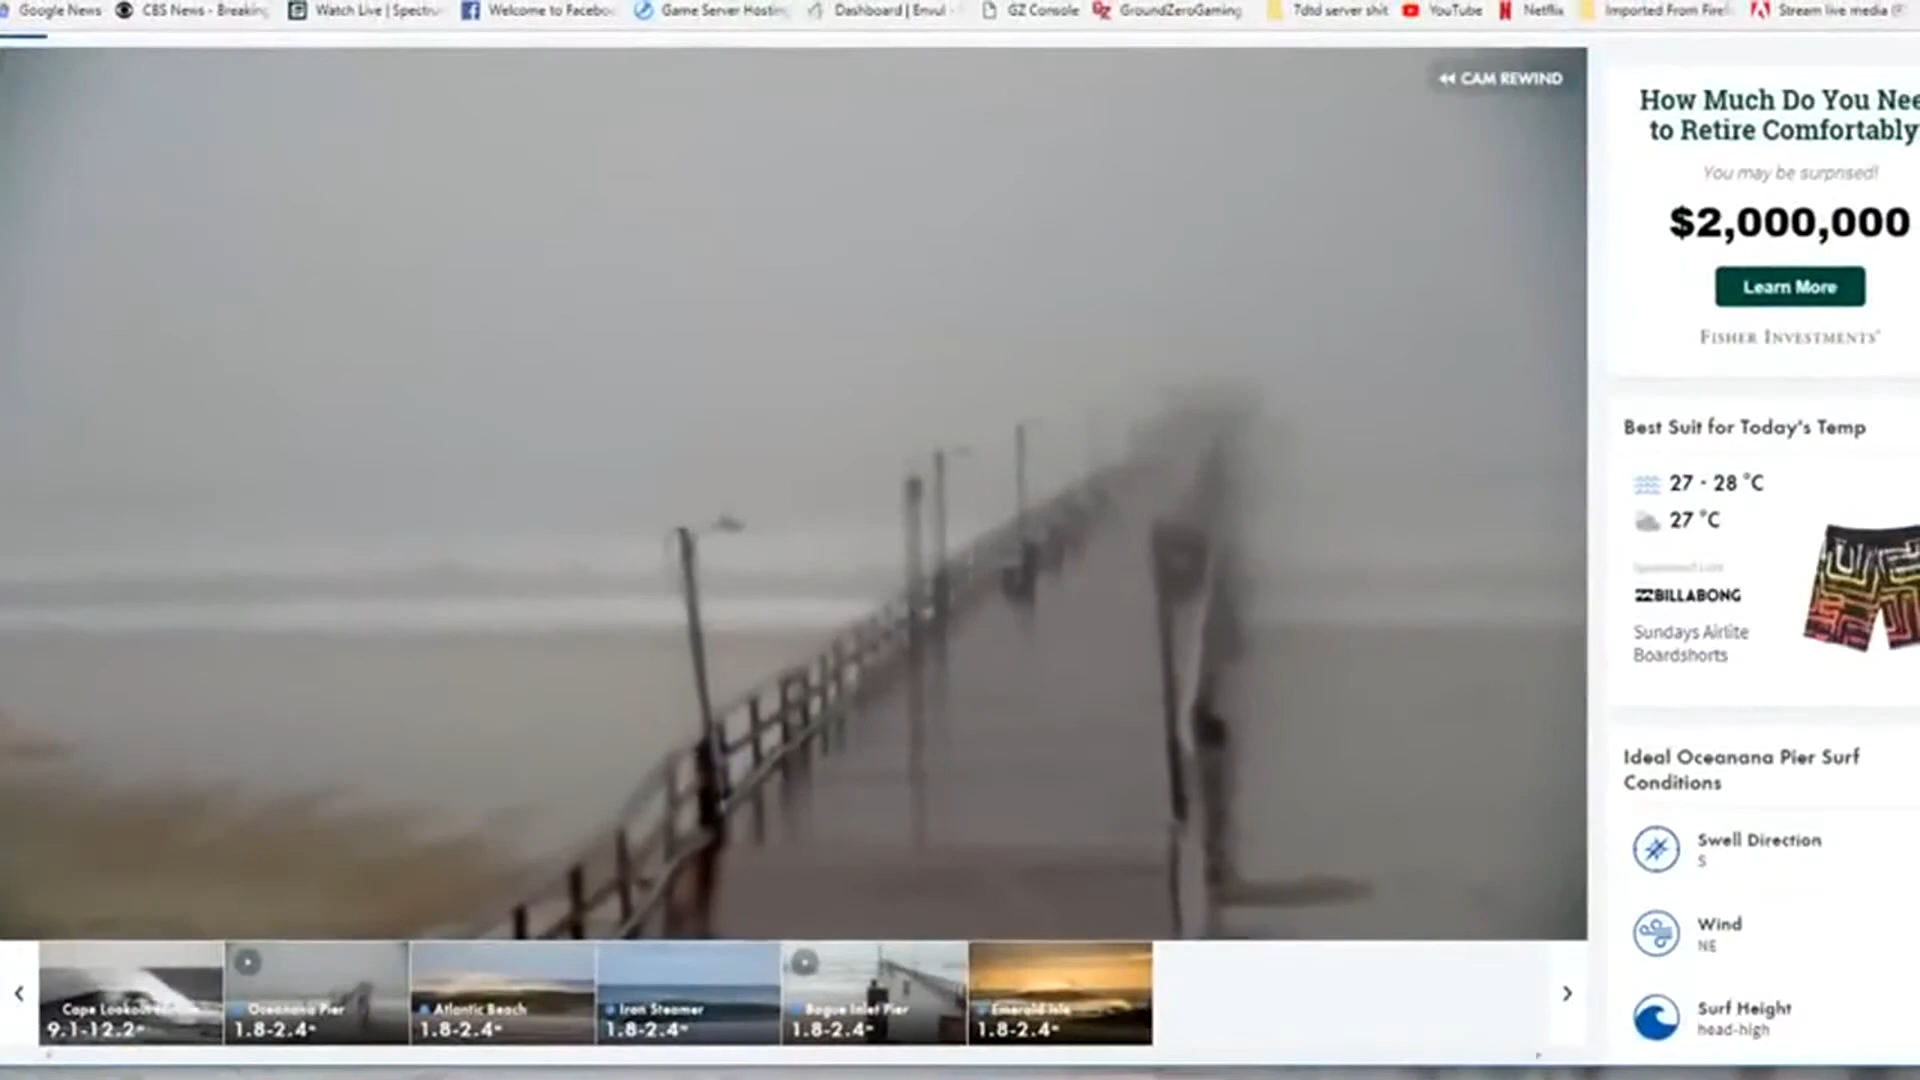 Google News
CBS News - Breaking
Watch Live | Spectru
Welcome to Facebo
Game Server Hostin
Dashboard | Envul -
GZ Console
GroundZeroGaming
7dtd server shit
YouTube
Netflix
Imported From Firef
Stream live media (F
CAM REWIND
How Much Do You Nee
to Retire Comfortably
You may be surprised!
$2,000,000
Learn More
FISHER INVESTMENTS®
Best Suit for Today's Temp
27 - 28 °C
27 °C
BILLABONG
Sundays Airlite
Boardshorts
Ideal Oceanana Pier Surf
Conditions
Swell Direction
S
Wind
NE
Surf Height
head-high
Cape Lookout
9.1-12.2
Oceanana Pier
1.8-2.4
Atlantic Beach
1.8-2.4
Iron Steamer
1.8-2.4
Bogue Inlet Pier
1.8-2.4
Emerald Isle
1.8-2.4